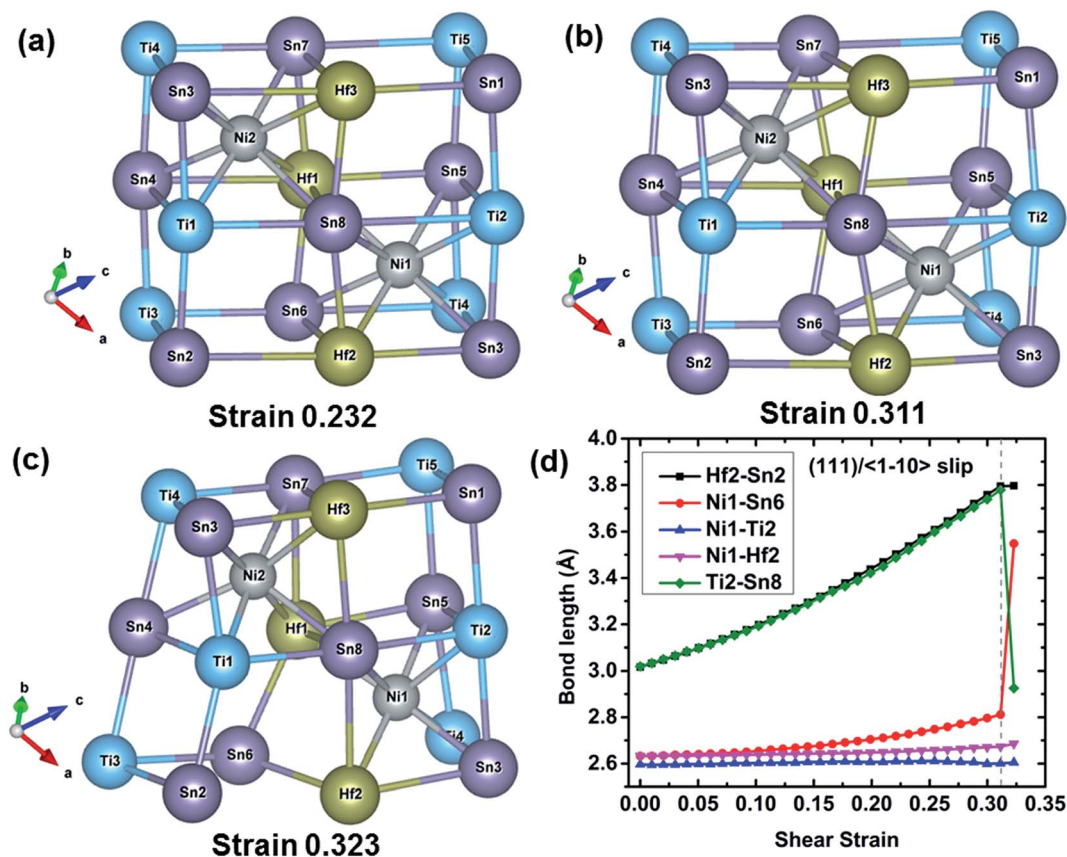 (a)
Ti4
Sn7
Ti5
Sn3
Hf3
Sn1
Ni2
Sn4
Hf1
Sn5
Ti1
Sn8
Ti2
Ni1
b
c
a
Ti3
Sn6
Ti4
Sn2
Hf2
Sn3
Strain 0.232
(b)
Ti4
Sn7
Ti5
Sn3
Hf3
Sn1
Ni2
Sn4
Hf1
Sn5
Ti1
Sn8
Ti2
Ni1
b
c
a
Ti3
Sn6
Ti4
Sn2
Hf2
Sn3
Strain 0.311
(c)
Ti4
Sn7
Ti5
Sn3
Hf3
Sn1
Ni2
Sn4
Hf1
Sn5
Ti1
Sn8
Ti2
Ni1
b
c
a
Ti3
Sn6
Ti4
Sn2
Hf2
Sn3
Strain 0.323
(d)
(111)/<1-10> slip
Hf2-Sn2
Ni1-Sn6
Ni1-Ti2
Ni1-Hf2
Ti2-Sn8
Bond length (Å)
4.0
3.8
3.6
3.4
3.2
3.0
2.8
2.6
0.00 0.05 0.10 0.15 0.20 0.25 0.30 0.35
Shear Strain